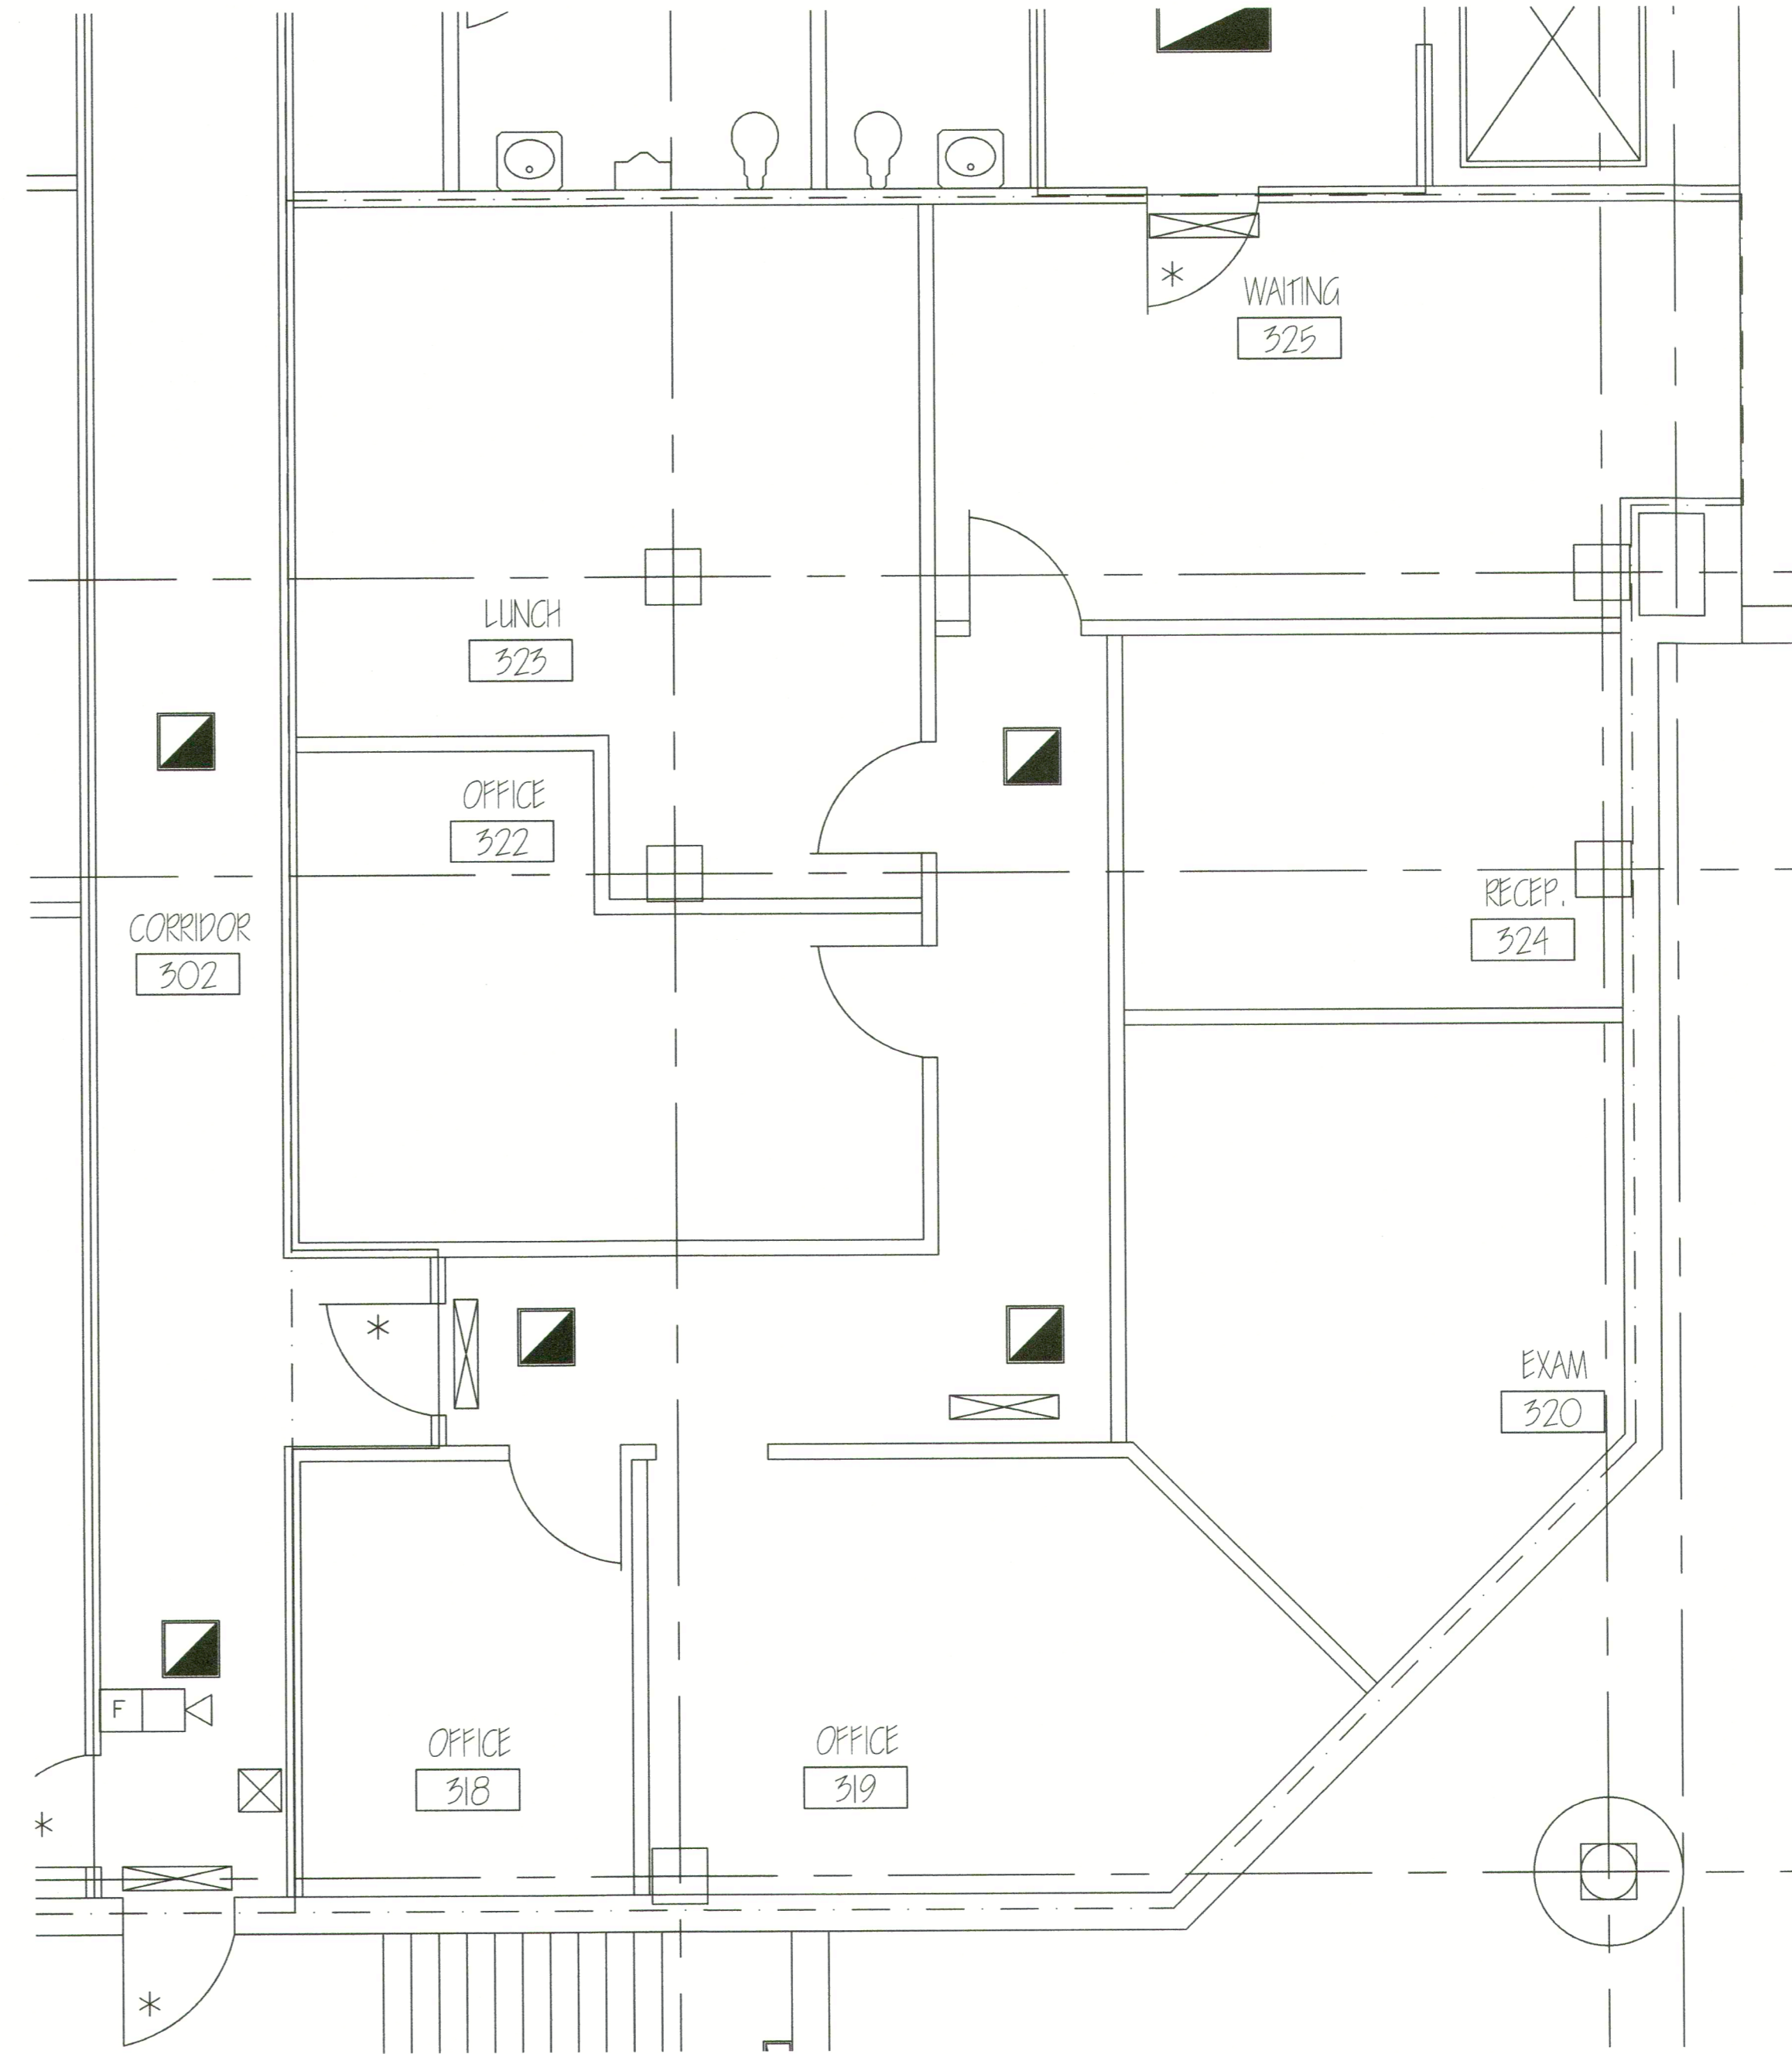 WAITING
325
LUNCH
323
OFFICE
322
CORRIDOR
302
RECEP.
324
EXAM
320
F
OFFICE
318
OFFICE
319
*
*
*
*